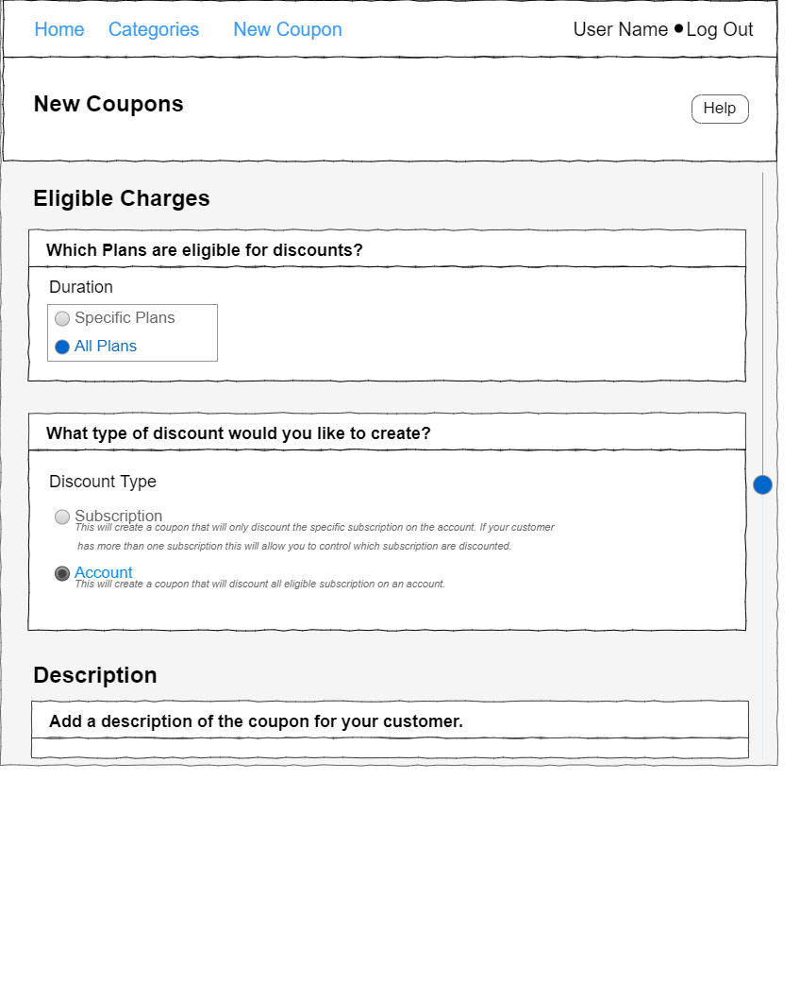 Home Categories New Coupon User Name Log Out
New Coupons
Help
Eligible Charges
Which Plans are eligible for discounts?
Duration
Specific Plans
All Plans
What type of discount would you like to create?
Discount Type
Subscription
This will create a coupon that will only discount the specific subscription on the account. If your customer
has more than one subscription this will allow you to control which subscription are discounted.
Account
This will create a coupon that will discount all eligible subscription on an account.
Description
Add a description of the coupon for your customer.